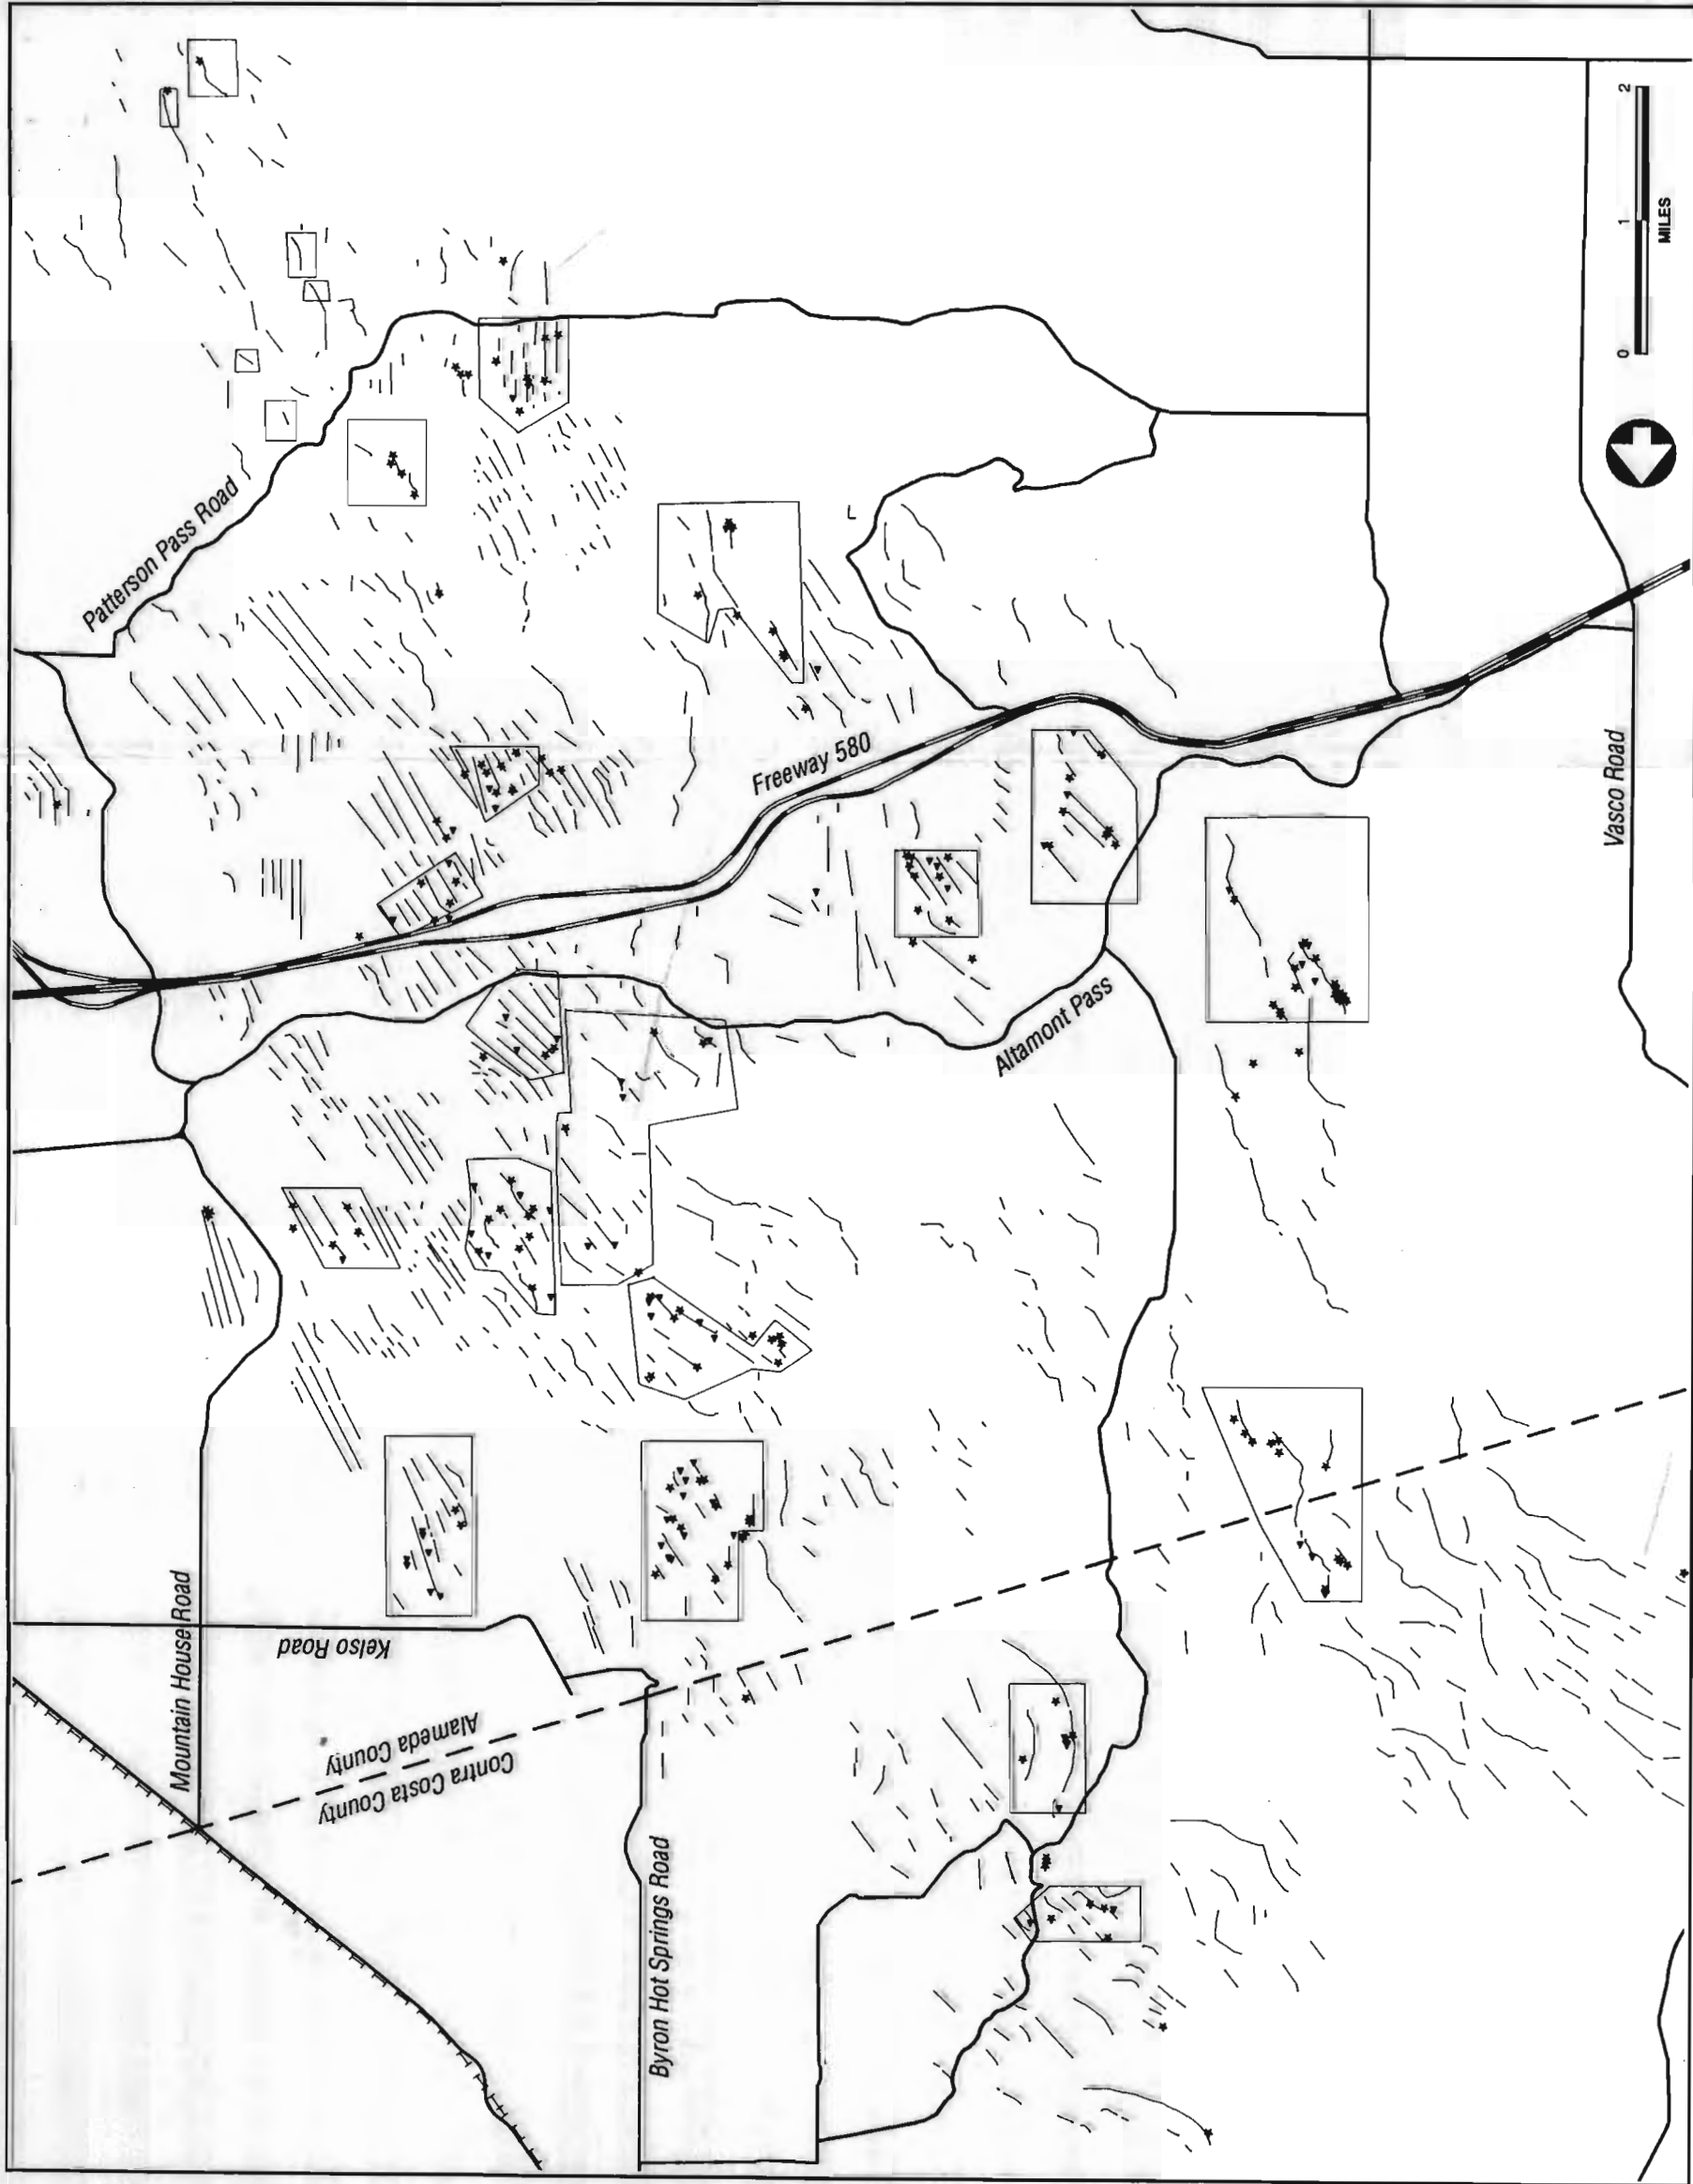 Patterson Pass Road
Freeway 580
Vasco Road
Altamont Pass
Mountain House Road
Kelso Road
Alameda County
Contra Costa County
Byron Hot Springs Road
0 1 2
MILES